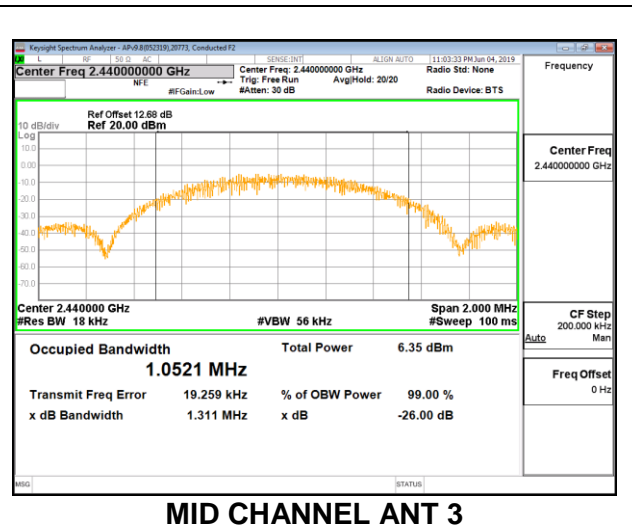 Keysight Spectrum Analyzer - APv9.8(052319),20773, Conducted F2
L RF 50 Ω AC SENSE:INT ALIGN AUTO 11:03:33 PM Jun 04, 2019
Center Freq 2.440000000 GHz
NFE
#IFGain:Low
Center Freq: 2.440000000 GHz
Trig: Free Run Avg|Hold: 20/20
#Atten: 30 dB
Radio Std: None
Radio Device: BTS
Frequency
Ref Offset 12.68 dB
10 dB/div Ref 20.00 dBm
Log
10.0
0.00
-10.0
-20.0
-30.0
-40.0
-50.0
-60.0
-70.0
Center 2.440000 GHz Span 2.000 MHz
#Res BW 18 kHz #VBW 56 kHz #Sweep 100 ms
Center Freq
2.440000000 GHz
CF Step
200.000 kHz
Auto Man
Freq Offset
0 Hz
Occupied Bandwidth Total Power 6.35 dBm
1.0521 MHz
Transmit Freq Error 19.259 kHz % of OBW Power 99.00 %
x dB Bandwidth 1.311 MHz x dB -26.00 dB
MSG STATUS
MID CHANNEL ANT 3